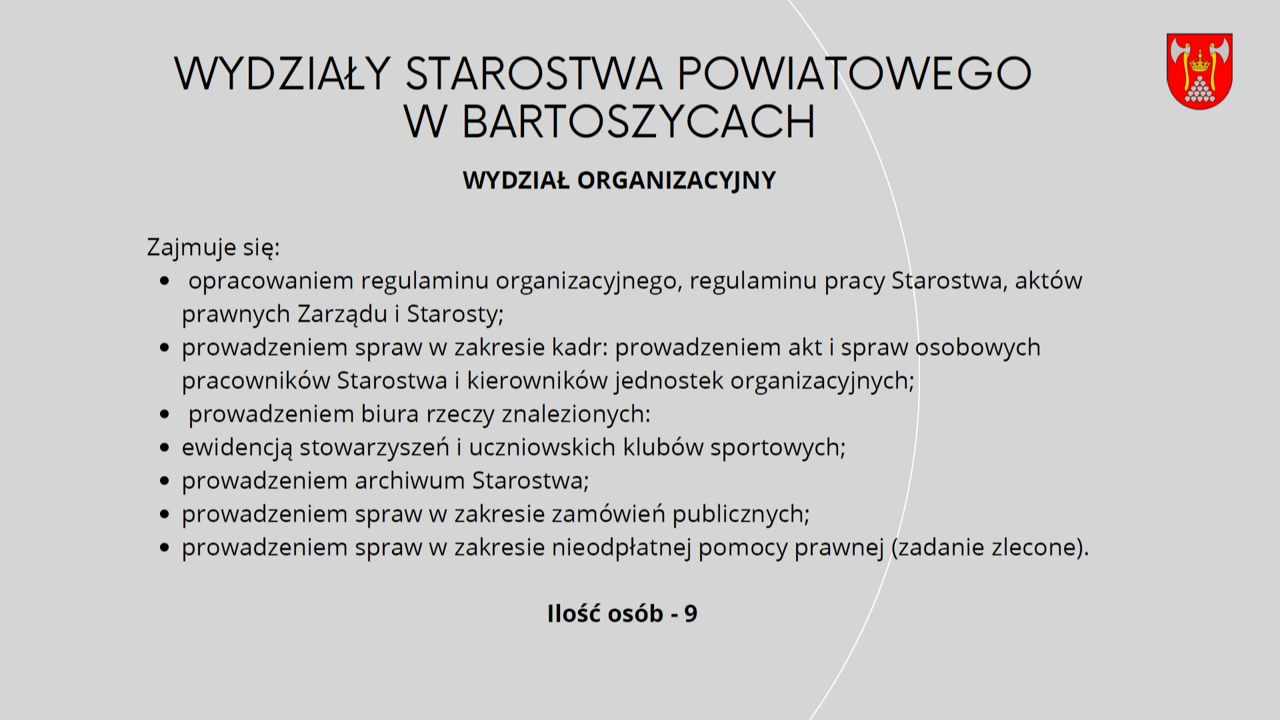 WYDZIAŁY STAROSTWA POWIATOWEGO
W BARTOSZYCACH
WYDZIAŁ ORGANIZACYJNY
Zajmuje się:
• opracowaniem regulaminu organizacyjnego, regulaminu pracy Starostwa, aktów
prawnych Zarządu i Starosty;
• prowadzeniem spraw w zakresie kadr: prowadzeniem akt i spraw osobowych
pracowników Starostwa i kierowników jednostek organizacyjnych;
• prowadzeniem biura rzeczy znalezionych:
• ewidencją stowarzyszeń i uczniowskich klubów sportowych;
• prowadzeniem archiwum Starostwa;
• prowadzeniem spraw w zakresie zamówień publicznych;
• prowadzeniem spraw w zakresie nieodpłatnej pomocy prawnej (zadanie zlecone).
Ilość osób - 9